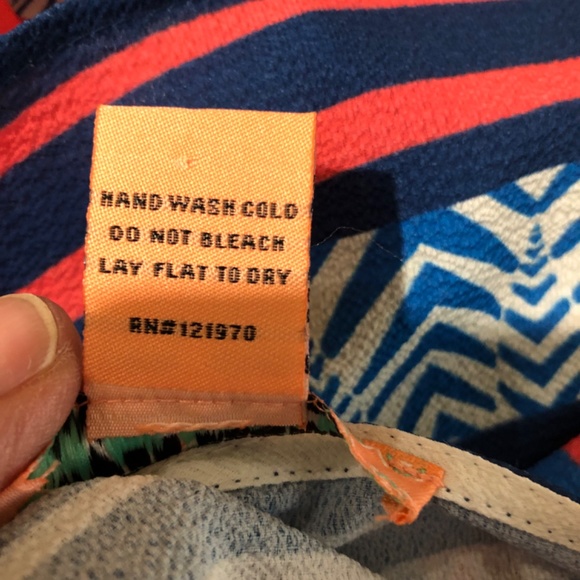 HAND WASH COLD
DO NOT BLEACH
LAY FLAT TO DRY
RN#121970